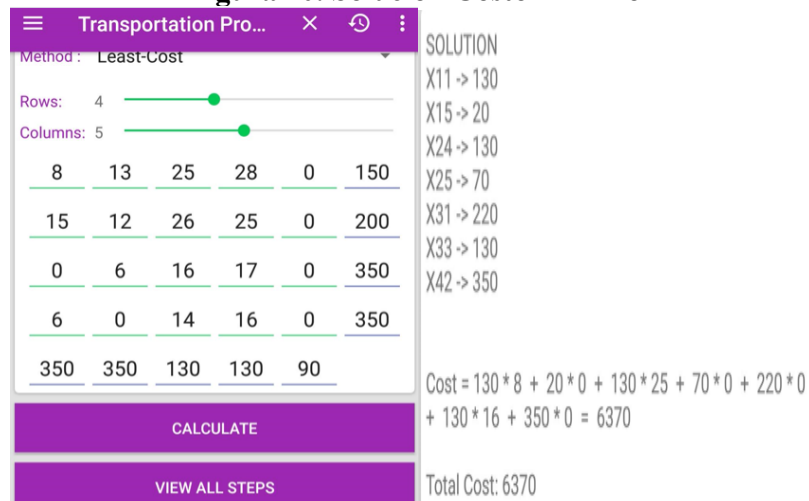 Transportation Pro...
Method : Least-Cost
Rows: 4
Columns: 5
8 13 25 28 0 150
15 12 26 25 0 200
0 6 16 17 0 350
6 0 14 16 0 350
350 350 130 130 90
CALCULATE
VIEW ALL STEPS
SOLUTION
X11 -> 130
X15 -> 20
X24 -> 130
X25 -> 70
X31 -> 220
X33 -> 130
X42 -> 350
Cost = 130 * 8 + 20 * 0 + 130 * 25 + 70 * 0 + 220 * 0
+ 130 * 16 + 350 * 0 = 6370
Total Cost: 6370